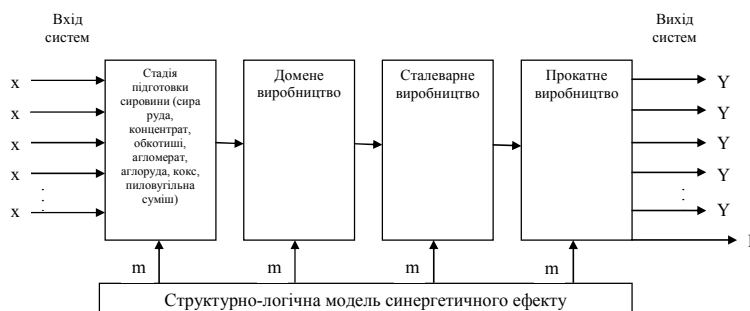 Вхід
систем
Вихід
систем
x
x
x
x
x
Стадія
підготовки
сировини (сира
руда,
концентрат,
обкотиші,
агломерат,
аглоруда, кокс,
пиловугільна
суміш)
Домене
виробництво
Сталеварне
виробництво
Прокатне
виробництво
Y
Y
Y
Y
Y
m
m
m
m
Структурно-логічна модель синергетичного ефекту